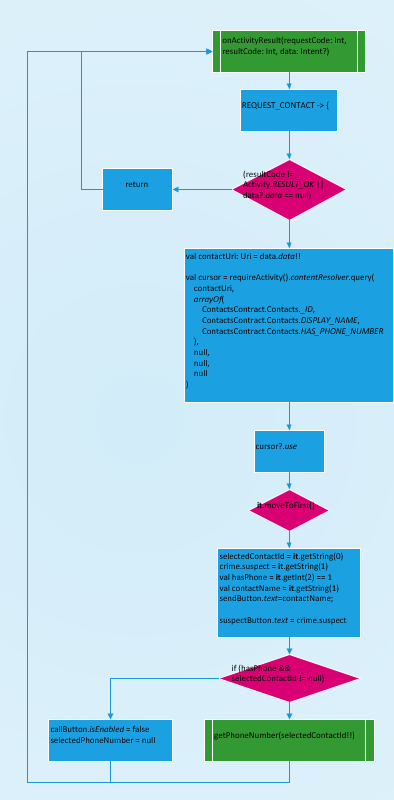 onActivityResult(requestCode: Int,
resultCode: Int, data: Intent?)
REQUEST_CONTACT -> {
(resultCode !=
Activity.RESULT_OK ||
data?.data == null)
return
val contactUri: Uri = data.data!!
val cursor = requireActivity().contentResolver.query(
contactUri,
arrayOf(
ContactsContract.Contacts._ID,
ContactsContract.Contacts.DISPLAY_NAME,
ContactsContract.Contacts.HAS_PHONE_NUMBER
),
null,
null,
null
)
cursor?.use
it.moveToFirst()
selectedContactId = it.getString(0)
crime.suspect = it.getString(1)
val hasPhone = it.getInt(2) == 1
val contactName = it.getString(1)
sendButton.text=contactName;
suspectButton.text = crime.suspect
if (hasPhone &&
selectedContactId != null)
callButton.isEnabled = false
selectedPhoneNumber = null
getPhoneNumber(selectedContactId!!)